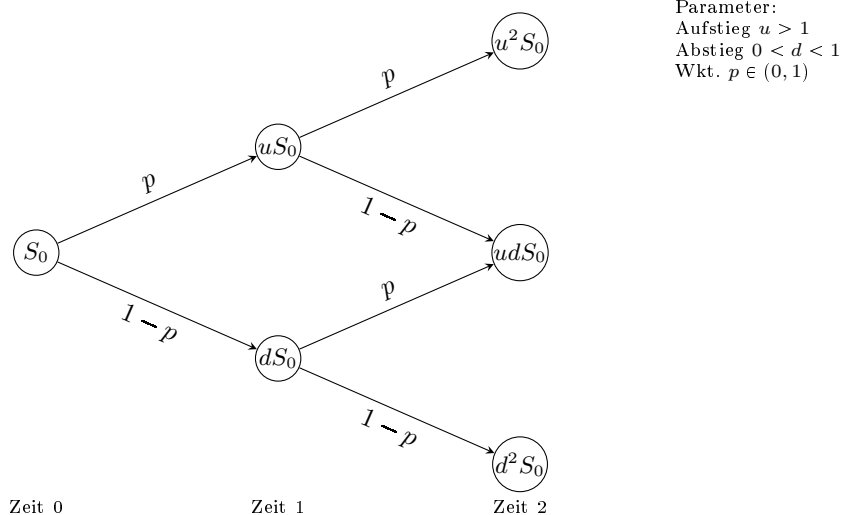 Parameter:
Aufstieg u > 1
Abstieg 0 < d < 1
Wkt. p ∈ (0, 1)
u²S₀
p
uS₀
p
1 − p
S₀
udS₀
p
1 − p
dS₀
1 − p
d²S₀
Zeit 0 Zeit 1 Zeit 2